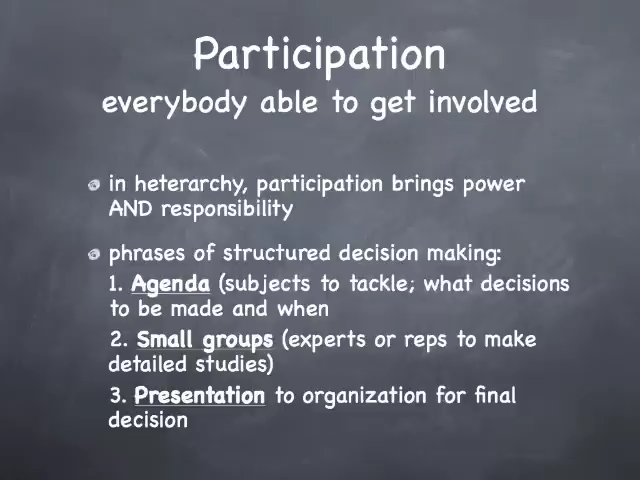 Participation
everybody able to get involved
in heterarchy, participation brings power
AND responsibility
phrases of structured decision making:
1. Agenda (subjects to tackle; what decisions
to be made and when
2. Small groups (experts or reps to make
detailed studies)
3. Presentation to organization for final
decision